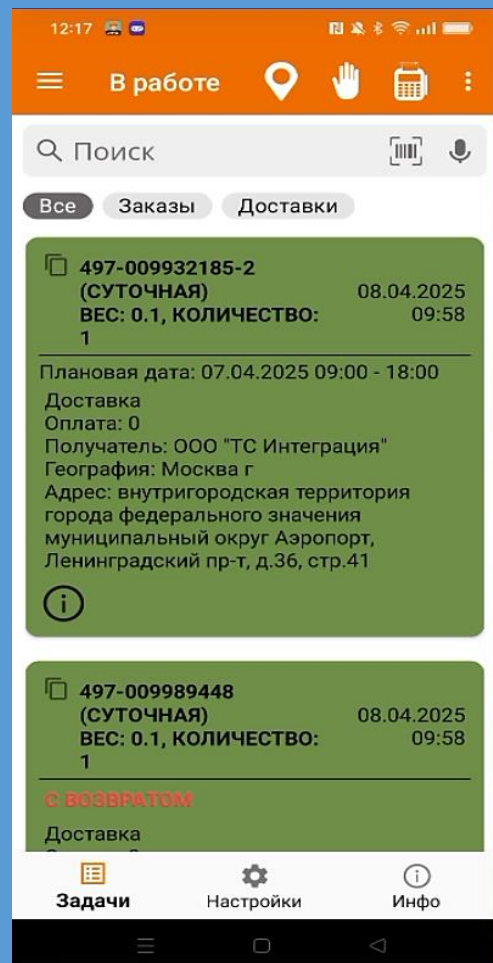 12:17
В работе
Поиск
Все Заказы Доставки
497-009932185-2
(СУТОЧНАЯ) 08.04.2025
ВЕС: 0.1, КОЛИЧЕСТВО: 09:58
1
Плановая дата: 07.04.2025 09:00 - 18:00
Доставка
Оплата: 0
Получатель: ООО "ТС Интеграция"
География: Москва г
Адрес: внутригородская территория
города федерального значения
муниципальный округ Аэропорт,
Ленинградский пр-т, д.36, стр.41
497-009989448
(СУТОЧНАЯ) 08.04.2025
ВЕС: 0.1, КОЛИЧЕСТВО: 09:58
1
С ВОЗВРАТОМ
Доставка
Задачи Настройки Инфо